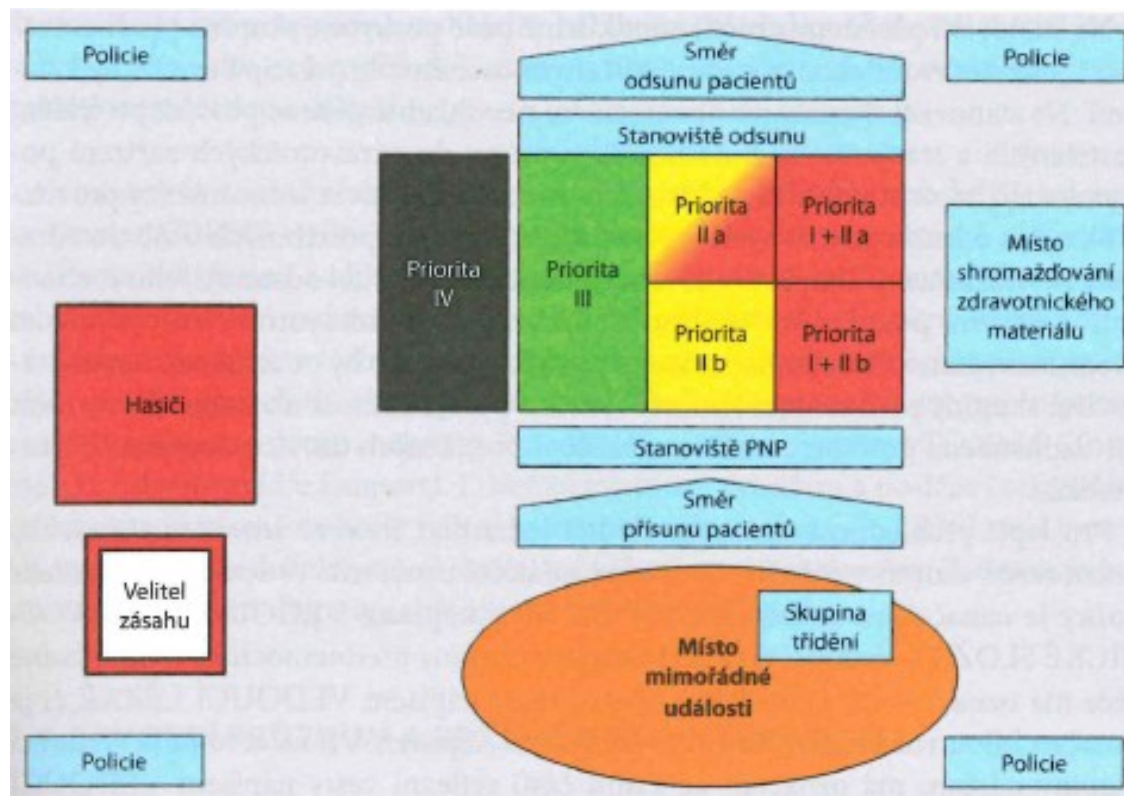 Policie
Směr
odsunu pacientů
Policie
Stanoviště odsunu
Priorita
IV
Priorita
III
Priorita
II a
Priorita
I + II a
Priorita
II b
Priorita
I + II b
Místo
shromažďování
zdravotnického
materiálu
Hasiči
Stanoviště PNP
Směr
přísunu pacientů
Velitel
zásahu
Skupina
třídění
Místo
mimořádné
události
Policie
Policie